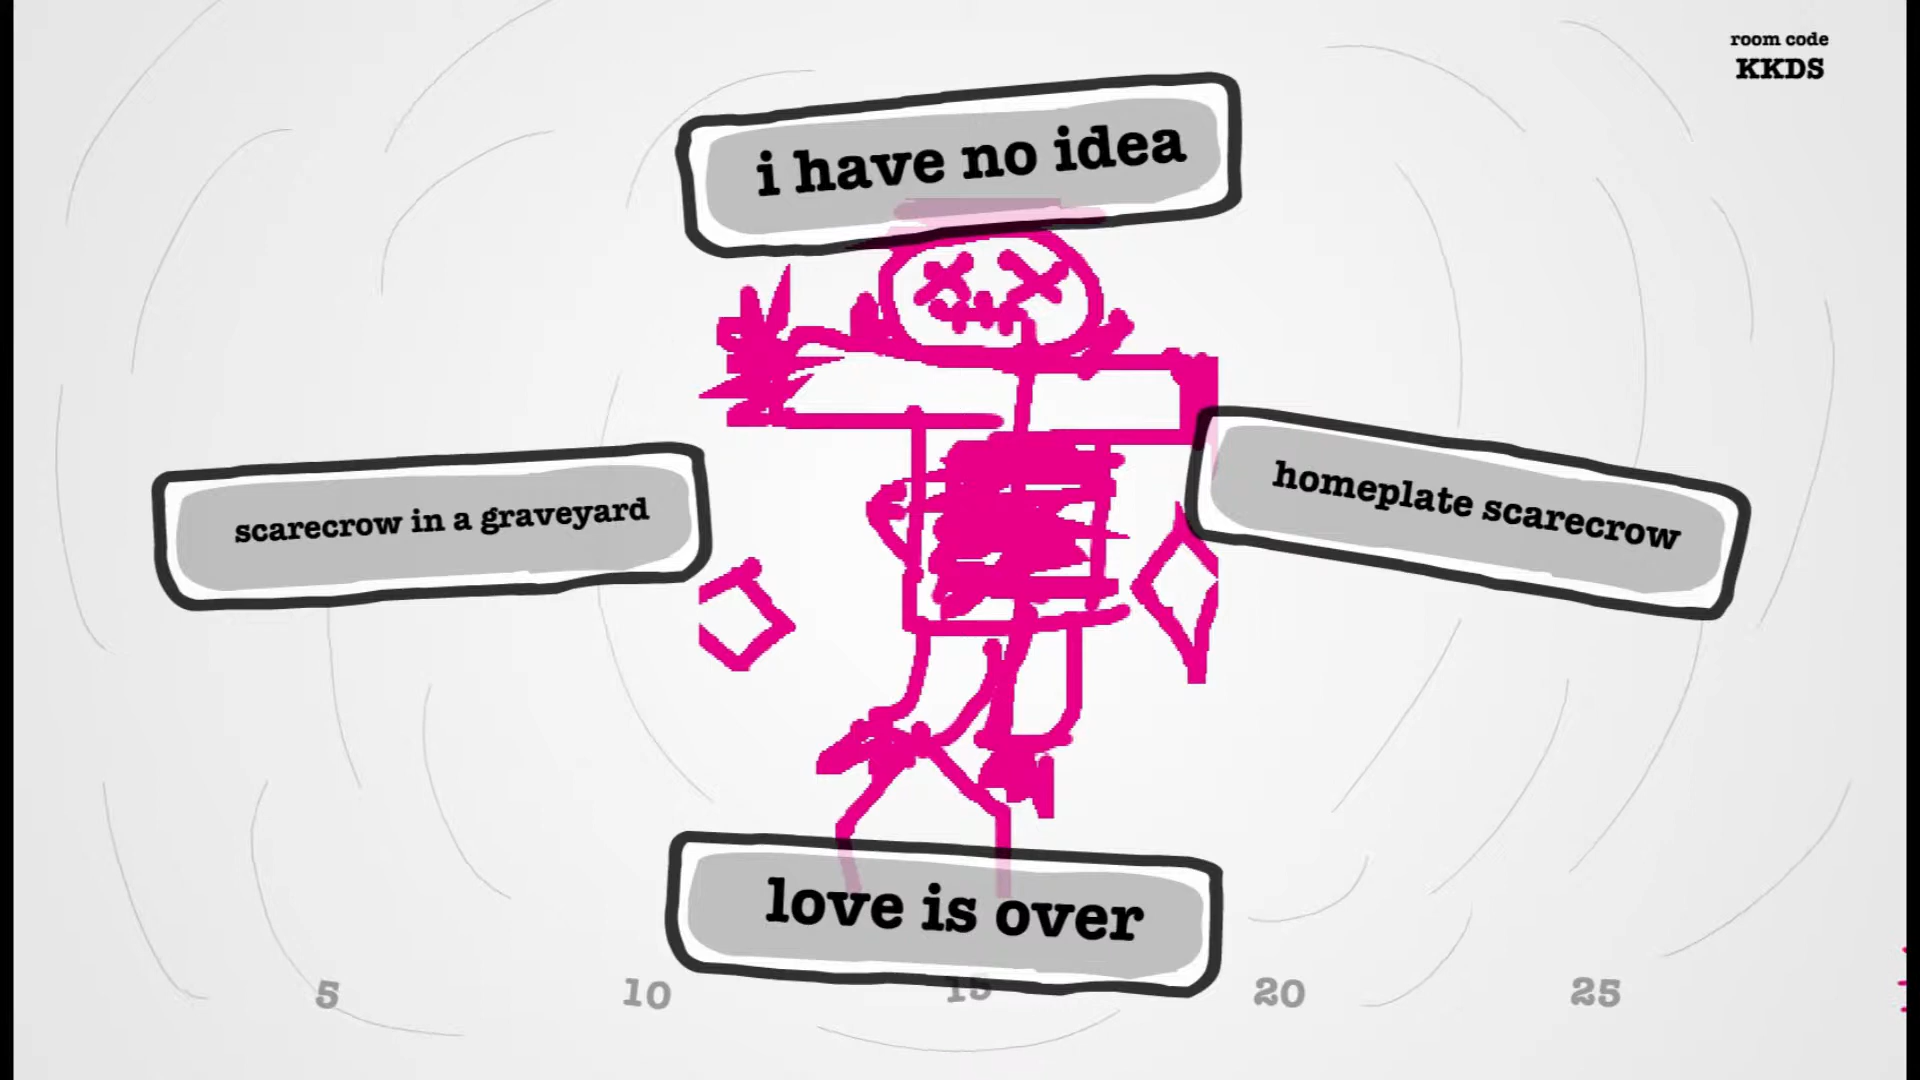 room code
KKDS
i have no idea
scarecrow in a graveyard
homeplate scarecrow
love is over
5
10
15
20
25